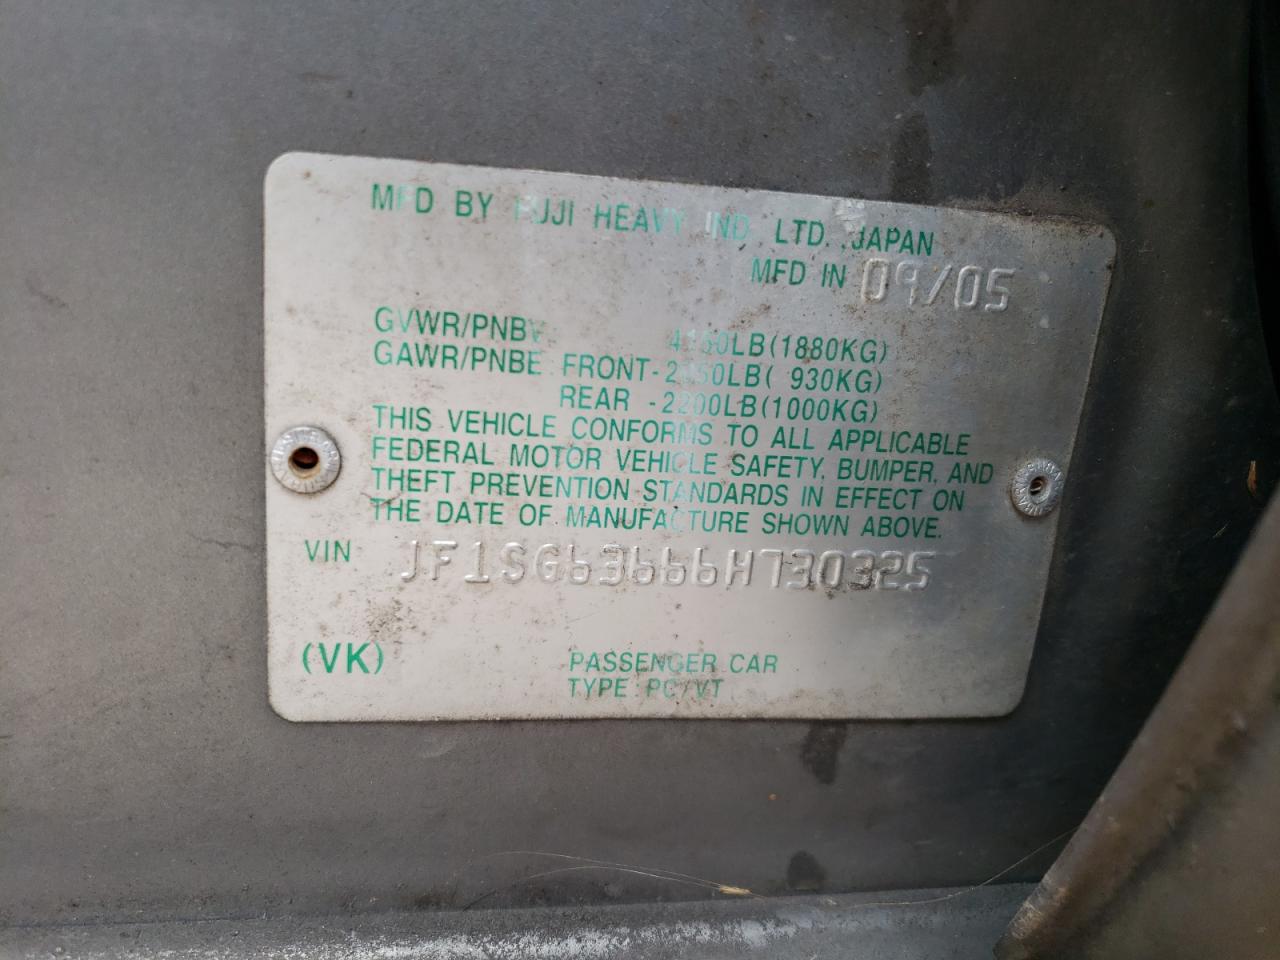 MFD BY FUJI HEAVY IND. LTD. JAPAN
MFD IN 09/05
GVWR/PNBV 4150LB(1880KG)
GAWR/PNBE FRONT-2050LB( 930KG)
REAR -2200LB(1000KG)
THIS VEHICLE CONFORMS TO ALL APPLICABLE
FEDERAL MOTOR VEHICLE SAFETY, BUMPER, AND
THEFT PREVENTION STANDARDS IN EFFECT ON
THE DATE OF MANUFACTURE SHOWN ABOVE.
VIN JF1SG63666H730325
(VK) PASSENGER CAR
TYPE PC/VT